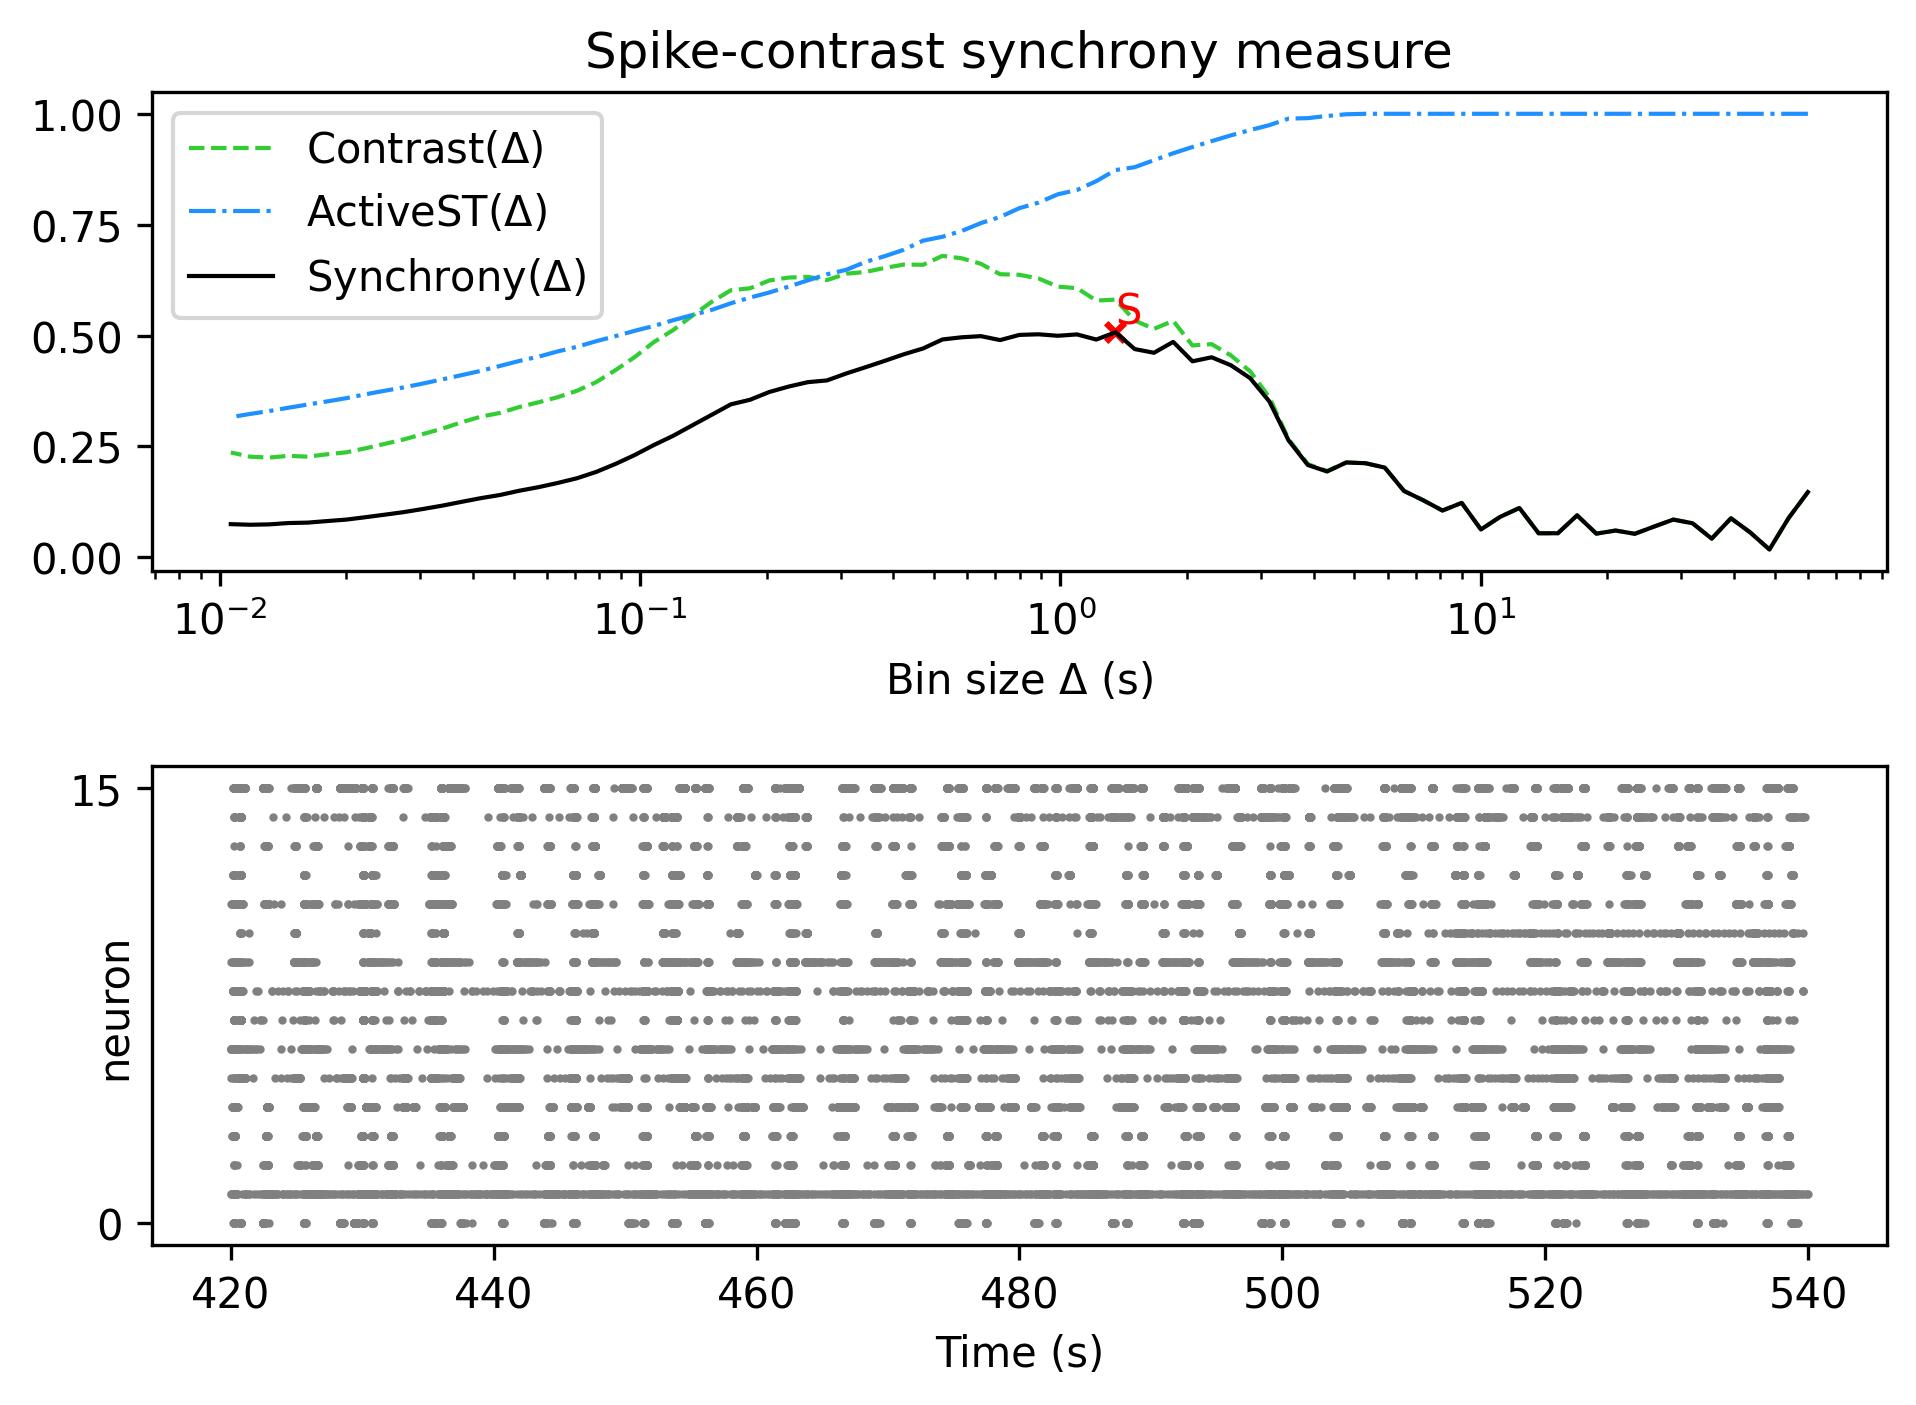 Spike-contrast synchrony measure
1.00
0.75
0.50
0.25
0.00
Contrast(Δ)
ActiveST(Δ)
Synchrony(Δ)
S
10⁻² 10⁻¹ 10⁰ 10¹
Bin size Δ (s)
15
neuron
0
420 440 460 480 500 520 540
Time (s)